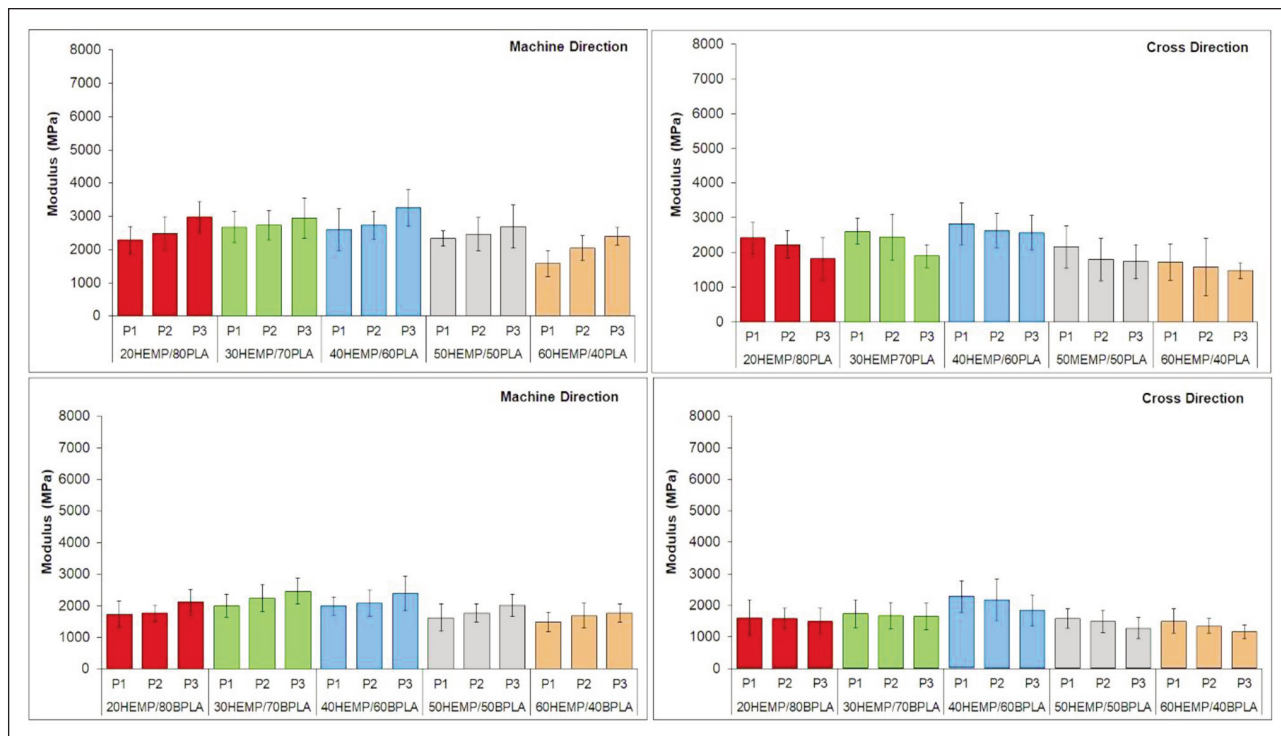 Machine Direction
Modulus (MPa)
8000
7000
6000
5000
4000
3000
2000
1000
0
P1 P2 P3 P1 P2 P3 P1 P2 P3 P1 P2 P3 P1 P2 P3
20HEMP/80PLA 30HEMP/70PLA 40HEMP/60PLA 50HEMP/50PLA 60HEMP/40PLA
Cross Direction
Modulus (MPa)
8000
7000
6000
5000
4000
3000
2000
1000
0
P1 P2 P3 P1 P2 P3 P1 P2 P3 P1 P2 P3 P1 P2 P3
20HEMP/80PLA 30HEMP70PLA 40HEMP/60PLA 50MEMP/50PLA 60HEMP/40PLA
Machine Direction
Modulus (MPa)
8000
7000
6000
5000
4000
3000
2000
1000
0
P1 P2 P3 P1 P2 P3 P1 P2 P3 P1 P2 P3 P1 P2 P3
20HEMP/80BPLA 30HEMP/70BPLA 40HEMP/60BPLA 50HEMP/50BPLA 60HEMP/40BPLA
Cross Direction
Modulus (MPa)
8000
7000
6000
5000
4000
3000
2000
1000
0
P1 P2 P3 P1 P2 P3 P1 P2 P3 P1 P2 P3 P1 P2 P3
20HEMP/80BPLA 30HEMP/70BPLA 40HEMP/60BPLA 50HEMP/50BPLA 60HEMP/40BPLA